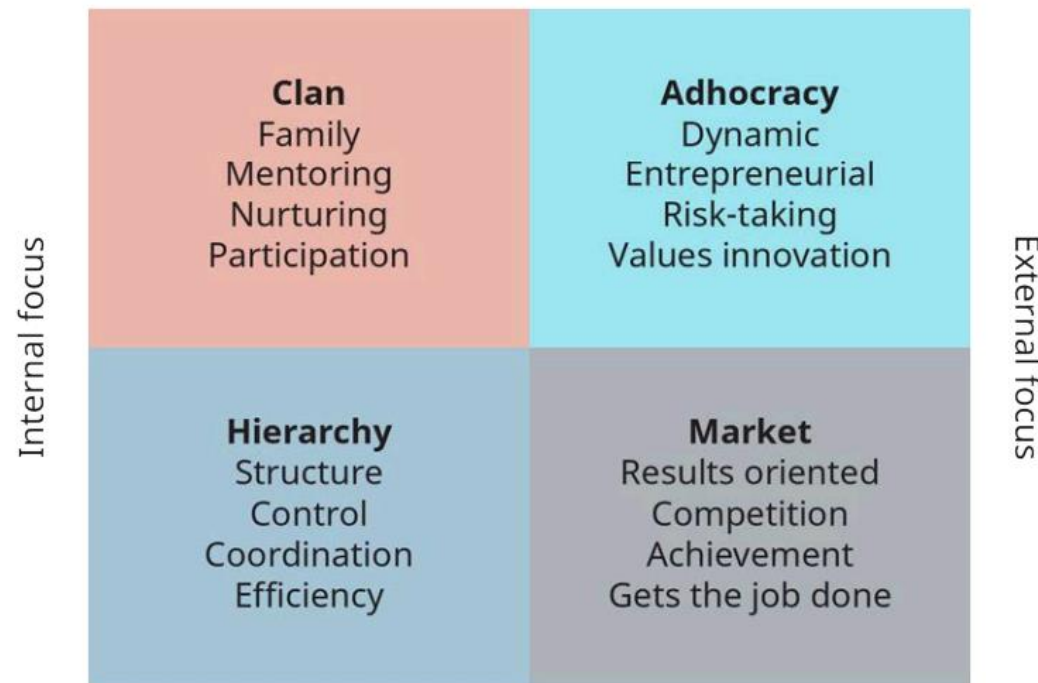 Internal focus
Clan
Family
Mentoring
Nurturing
Participation
Adhocracy
Dynamic
Entrepreneurial
Risk-taking
Values innovation
Hierarchy
Structure
Control
Coordination
Efficiency
Market
Results oriented
Competition
Achievement
Gets the job done
External focus